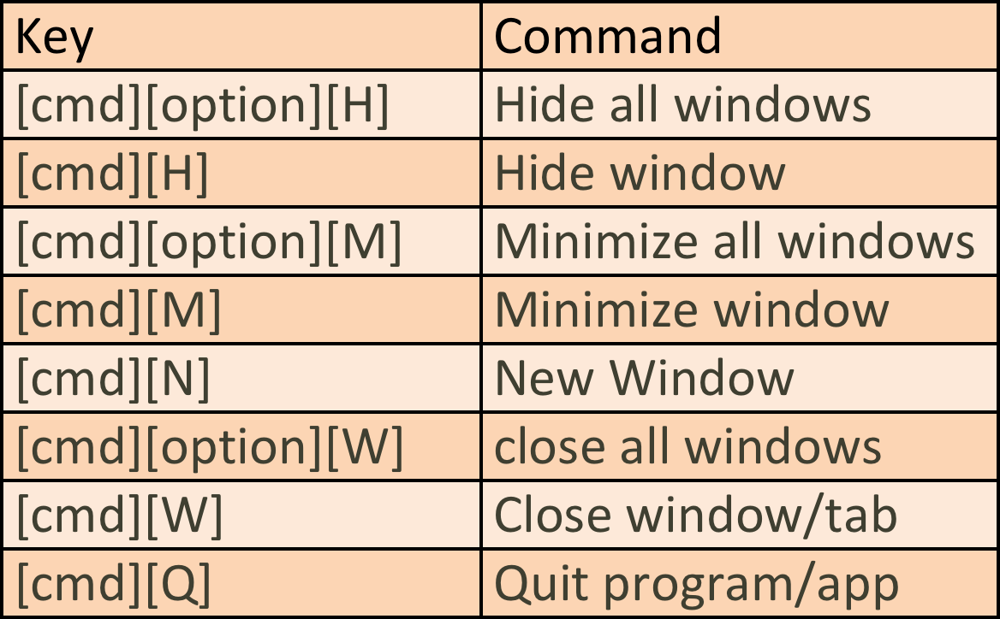 Key Command
[cmd][option][H] Hide all windows
[cmd][H] Hide window
[cmd][option][M] Minimize all windows
[cmd][M] Minimize window
[cmd][N] New Window
[cmd][option][W] close all windows
[cmd][W] Close window/tab
[cmd][Q] Quit program/app